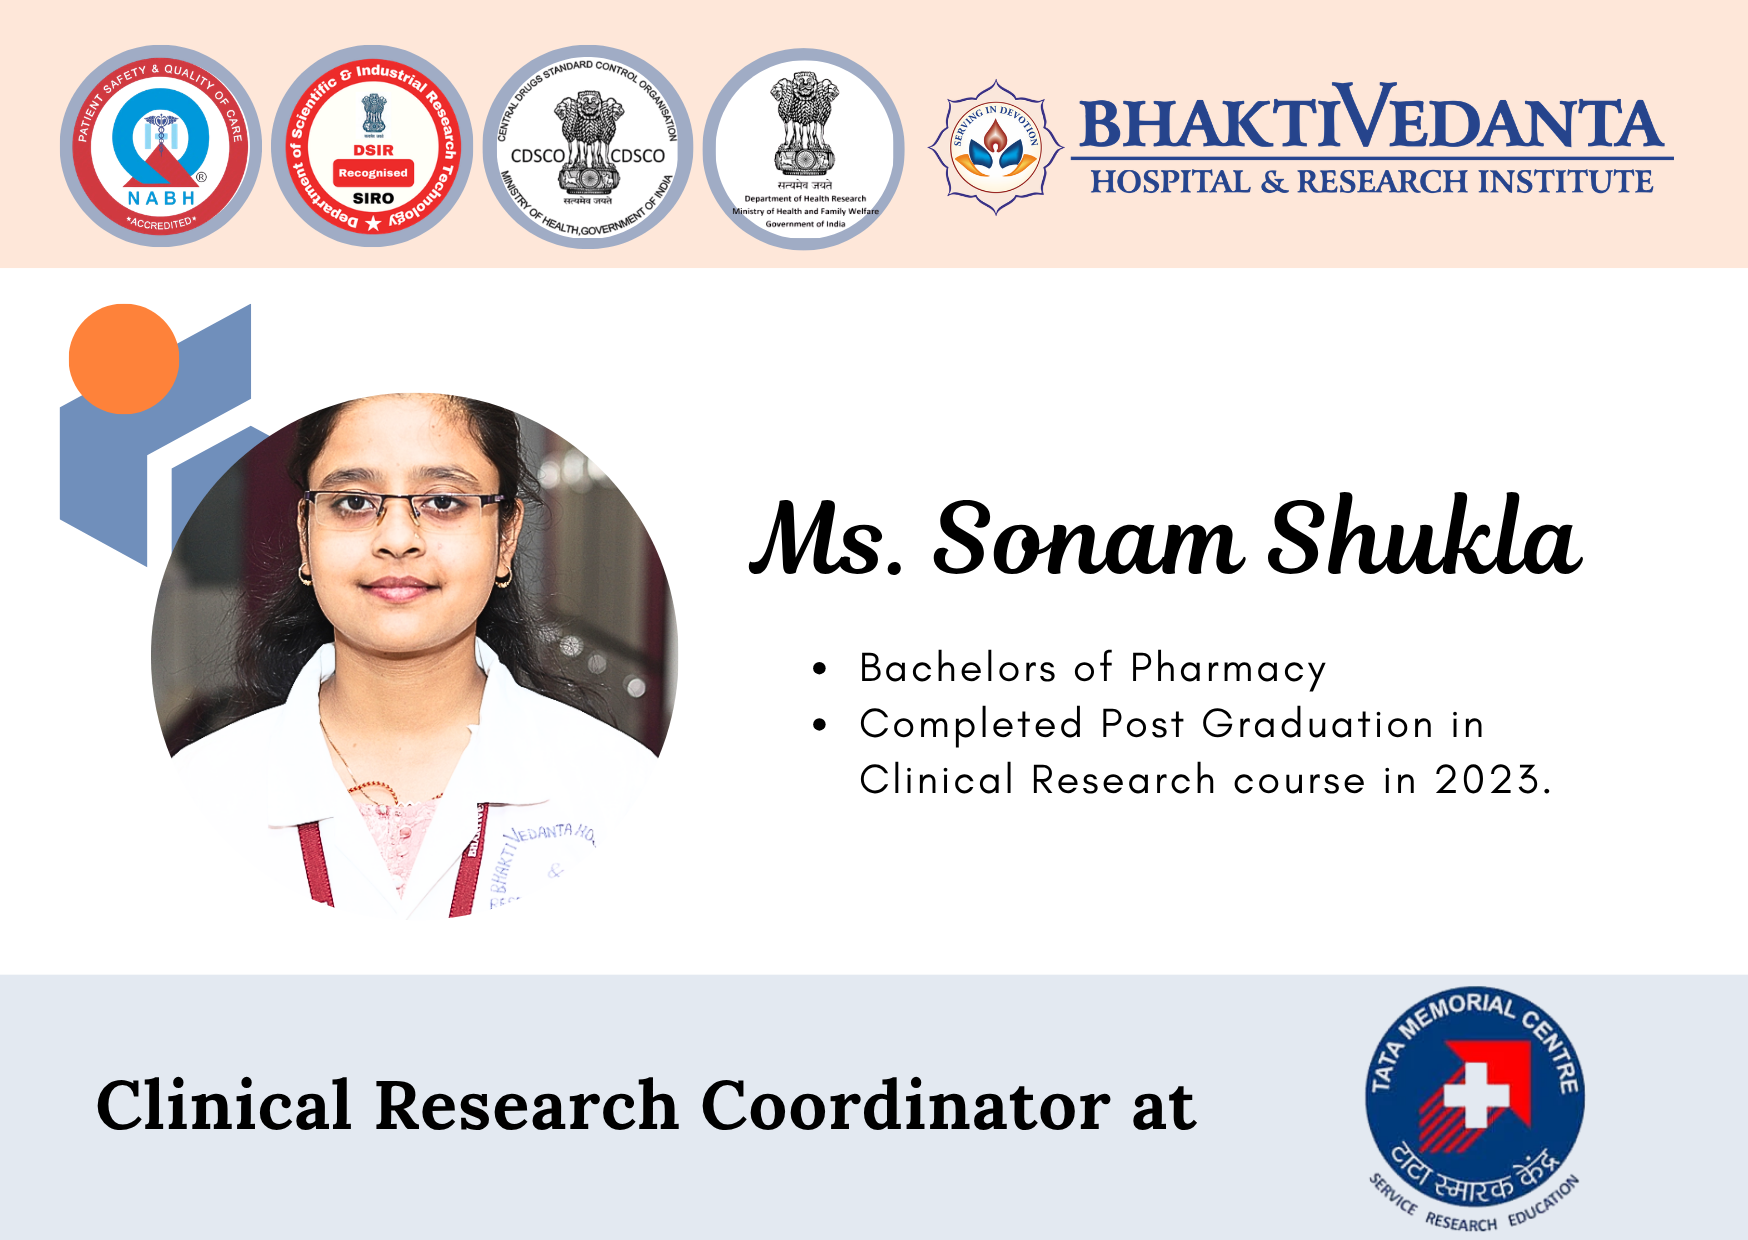 PATIENT SAFETY & QUALITY OF CARE
NABH
®
*ACCREDITED*
Department of Scientific & Industrial Research Technology
DSIR
Recognised
SIRO
CENTRAL DRUGS STANDARD CONTROL ORGANISATION
CDSCO CDSCO
सत्यमेव जयते
MINISTRY OF HEALTH,GOVERNMENT OF INDIA
सत्यमेव जयते
Department of Health Research
Ministry of Health and Family Welfare
Government of India
SERVING IN DEVOTION
BHAKTIVEDANTA
HOSPITAL & RESEARCH INSTITUTE
Ms. Sonam Shukla
• Bachelors of Pharmacy
• Completed Post Graduation in
Clinical Research course in 2023.
BHAKTIVEDANTA HO
&
Clinical Research Coordinator at
TATA MEMORIAL CENTRE
टाटा स्मारक केंद्र
SERVICE RESEARCH EDUCATION